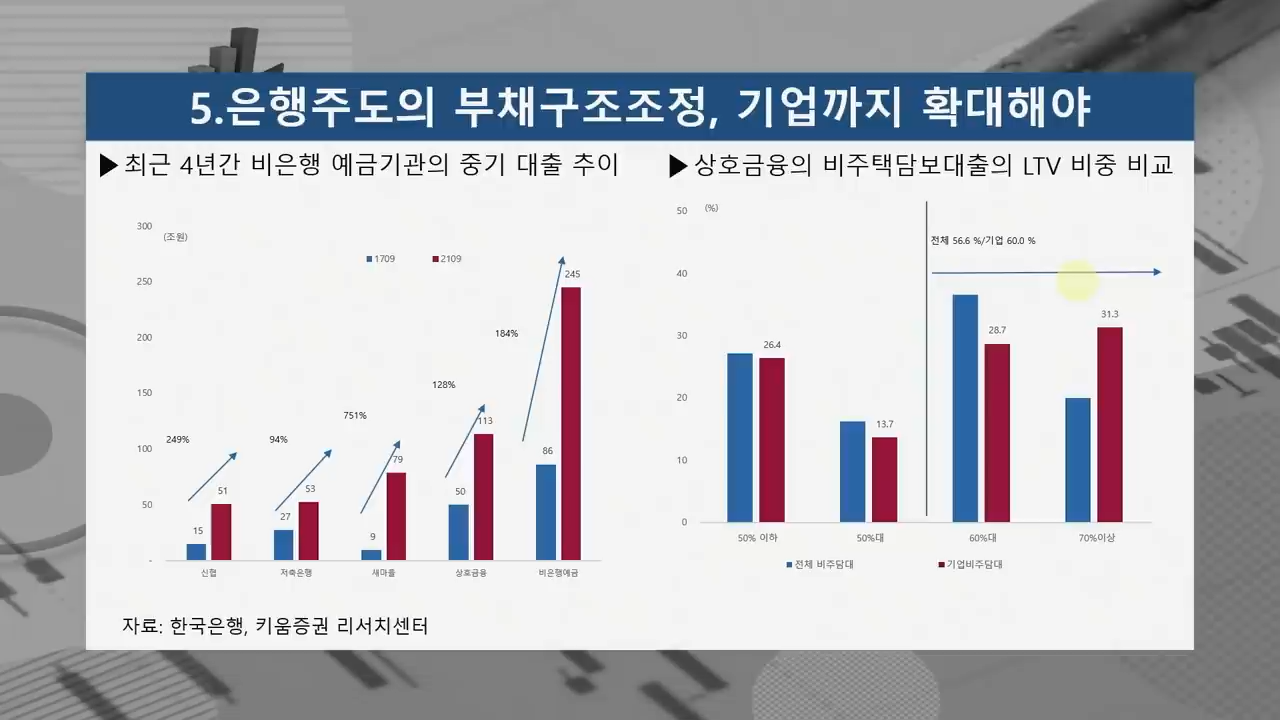 5.은행주도의 부채구조조정, 기업까지 확대해야
▶최근 4년간 비은행 예금기관의 중기 대출 추이
300
(조원)
1709
2109
250
200
150
100
50
-
249%
94%
751%
128%
184%
15
51
27
53
9
79
50
113
86
245
신협
저축은행
새마을
상호금융
비은행예금
▶상호금융의 비주택담보대출의 LTV 비중 비교
50
(%)
40
30
20
10
0
전체 56.6 %/기업 60.0 %
26.4
13.7
28.7
31.3
50% 이하
50%대
60%대
70%이상
전체 비주담대
기업비주담대
자료: 한국은행, 키움증권 리서치센터